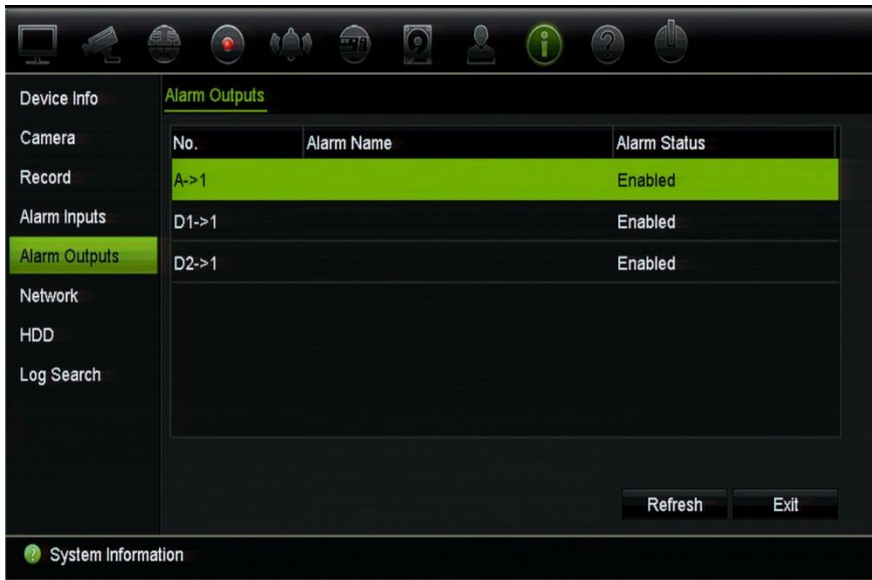 Device Info
Camera
Record
Alarm Inputs
Alarm Outputs
Network
HDD
Log Search
Alarm Outputs
No. Alarm Name Alarm Status
A->1 Enabled
D1->1 Enabled
D2->1 Enabled
Refresh Exit
System Information